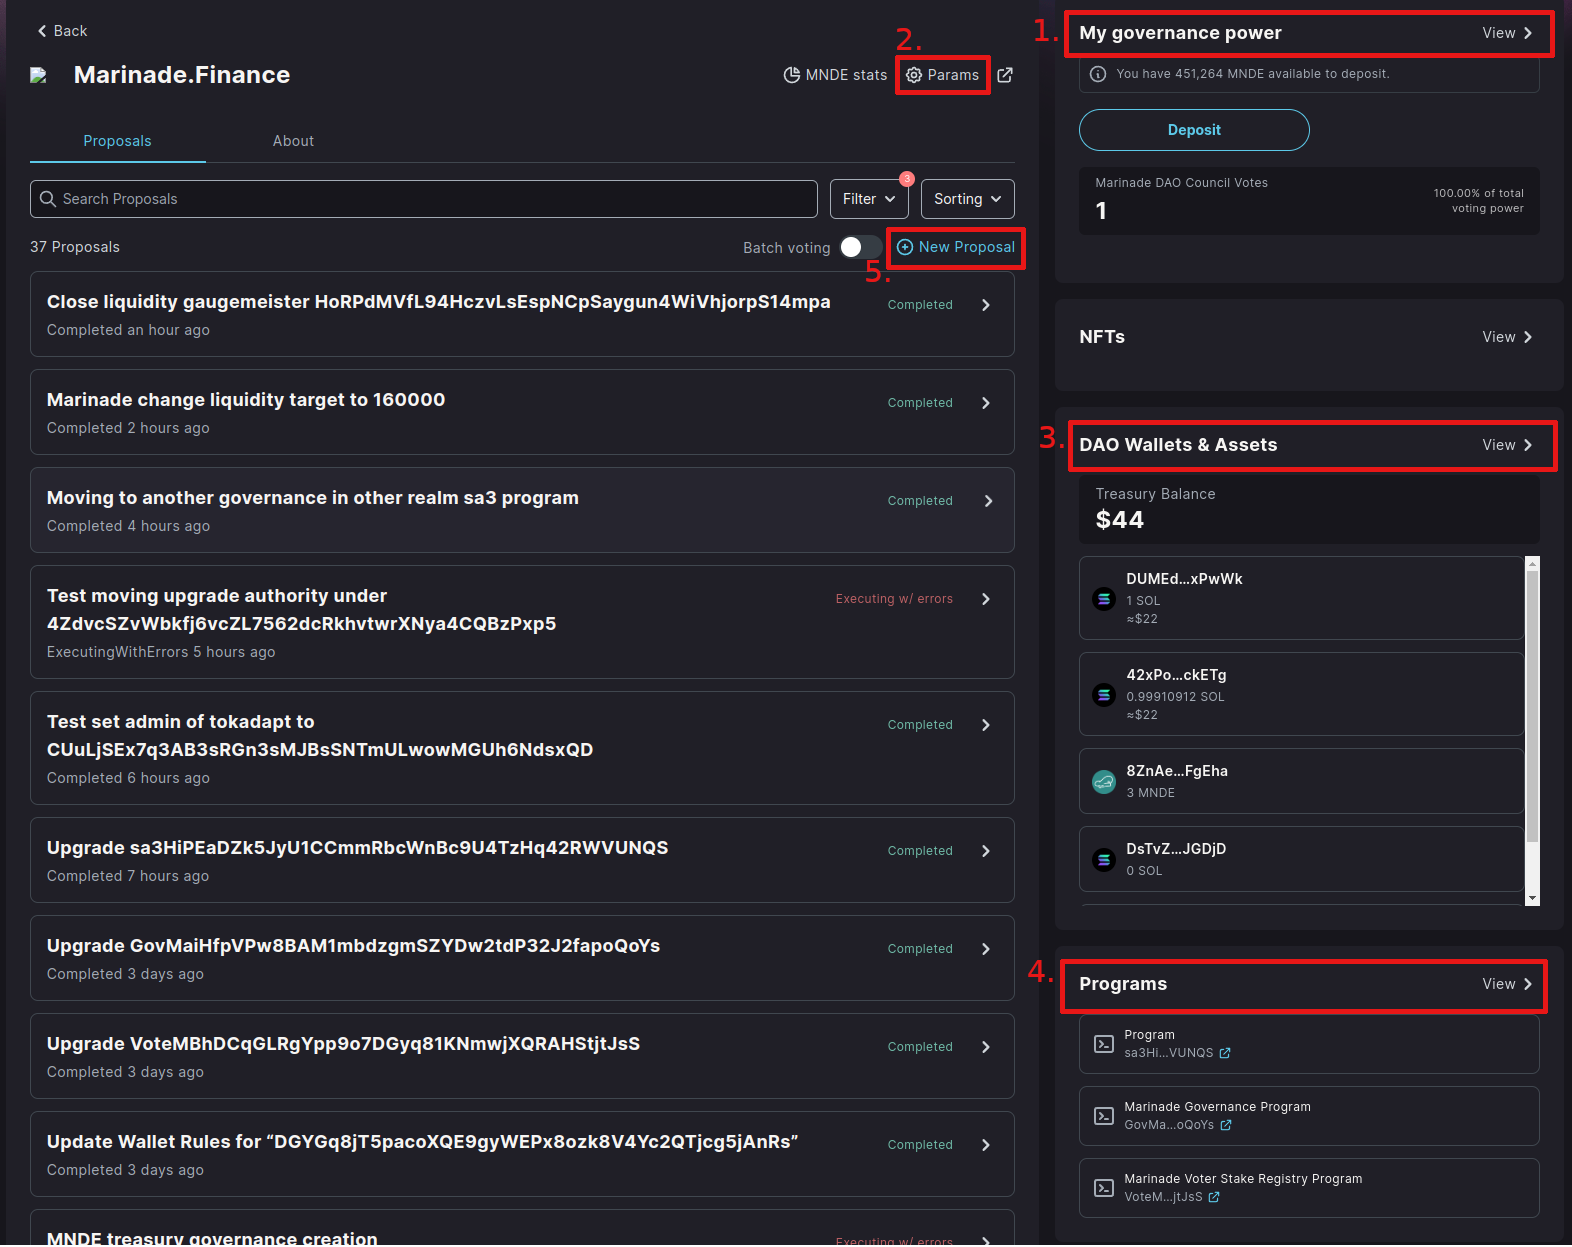 Back
Marinade.Finance
2.
MNDE stats
Params
Proposals
About
Search Proposals
3
Filter
Sorting
37 Proposals
Batch voting
5.
New Proposal
Close liquidity gaugemeister HoRPdMVfL94HczvLsEspNCpSaygun4WiVhjorpS14mpa
Completed
Completed an hour ago
Marinade change liquidity target to 160000
Completed
Completed 2 hours ago
Moving to another governance in other realm sa3 program
Completed
Completed 4 hours ago
Test moving upgrade authority under
4ZdvcSZvWbkfj6vcZL7562dcRkhvtwrXNya4CQBzPxp5
Executing w/ errors
ExecutingWithErrors 5 hours ago
Test set admin of tokadapt to
CUuLjSEx7q3AB3sRGn3sMJBsSNTmULwowMGUh6NdsxQD
Completed
Completed 6 hours ago
Upgrade sa3HiPEaDZk5JyU1CCmmRbcWnBc9U4TzHq42RWVUNQS
Completed
Completed 7 hours ago
Upgrade GovMaiHfpVPw8BAM1mbdzgmSZYDw2tdP32J2fapoQoYs
Completed
Completed 3 days ago
Upgrade VoteMBhDCqGLRgYpp9o7DGyq81KNmwjXQRAHStjtJsS
Completed
Completed 3 days ago
Update Wallet Rules for “DGYGq8jT5pacoXQE9gyWEPx8ozk8V4Yc2QTjcg5jAnRs”
Completed
Completed 3 days ago
MNDE treasury governance creation
Executing w/ errors
1.
My governance power
View
You have 451,264 MNDE available to deposit.
Deposit
Marinade DAO Council Votes
1
100.00% of total
voting power
NFTs
View
3.
DAO Wallets & Assets
View
Treasury Balance
$44
DUMEd...xPwWk
1 SOL
≈$22
42xPo...ckETg
0.99910912 SOL
≈$22
8ZnAe...FgEha
3 MNDE
DsTvZ...JGDjD
0 SOL
4.
Programs
View
Program
sa3Hi...VUNQS
Marinade Governance Program
GovMa...oQoYs
Marinade Voter Stake Registry Program
VoteM...jtJsS